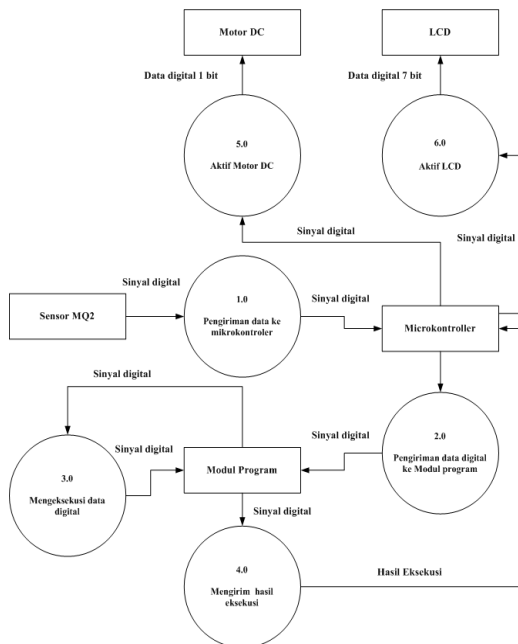 Motor DC
LCD
Data digital 1 bit
Data digital 7 bit
5.0
Aktif Motor DC
6.0
Aktif LCD
Sinyal digital
Sinyal digital
Sinyal digital
1.0
Pengiriman data ke
mikrokontroler
Sinyal digital
Sensor MQ2
Microkontroller
Sinyal digital
Sinyal digital
3.0
Mengeksekusi data
digital
Modul Program
Sinyal digital
2.0
Pengiriman data digital
ke Modul program
Sinyal digital
4.0
Mengirim hasil
eksekusi
Hasil Eksekusi